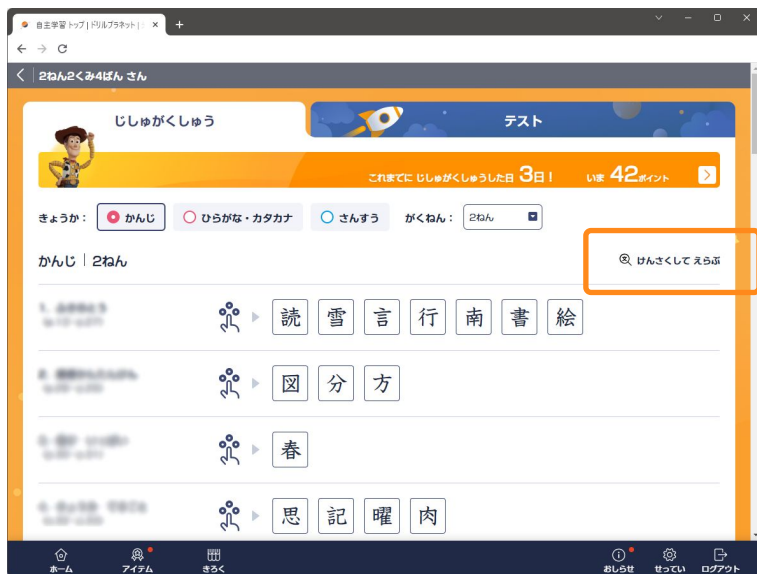 自主学習トップ | ドリルプラネット |
2ねん2くみ4ばん さん
じしゅがくしゅう
テスト
これまでに じしゅがくしゅうした日 3日! いま 42ポイント
きょうか: かんじ ひらがな・カタカナ さんすう がくねん: 2ねん
かんじ | 2ねん
けんさくして えらぶ
読 雪 言 行 南 書 絵
図 分 方
春
思 記 曜 肉
ホーム アイテム きろく おしらせ せってい ログアウト